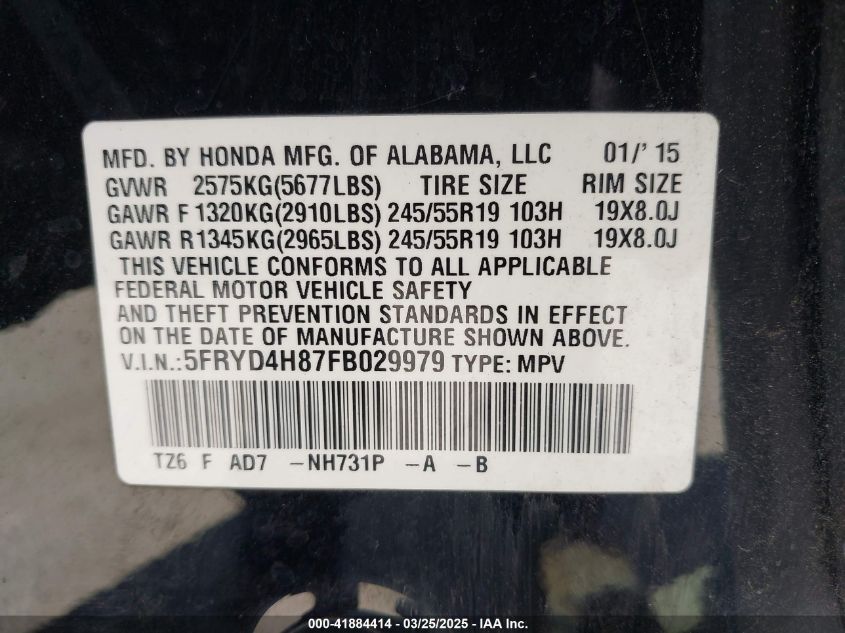 MFD. BY HONDA MFG. OF ALABAMA, LLC 01/'15
GVWR 2575KG(5677LBS) TIRE SIZE RIM SIZE
GAWR F 1320KG(2910LBS) 245/55R19 103H 19X8.0J
GAWR R1345KG(2965LBS) 245/55R19 103H 19X8.0J
THIS VEHICLE CONFORMS TO ALL APPLICABLE
FEDERAL MOTOR VEHICLE SAFETY
AND THEFT PREVENTION STANDARDS IN EFFECT
ON THE DATE OF MANUFACTURE SHOWN ABOVE.
V.I.N.:5FRYD4H87FB029979 TYPE: MPV
TZ6 F AD7 -NH731P -A -B
000-41884414 - 03/25/2025 - IAA Inc.